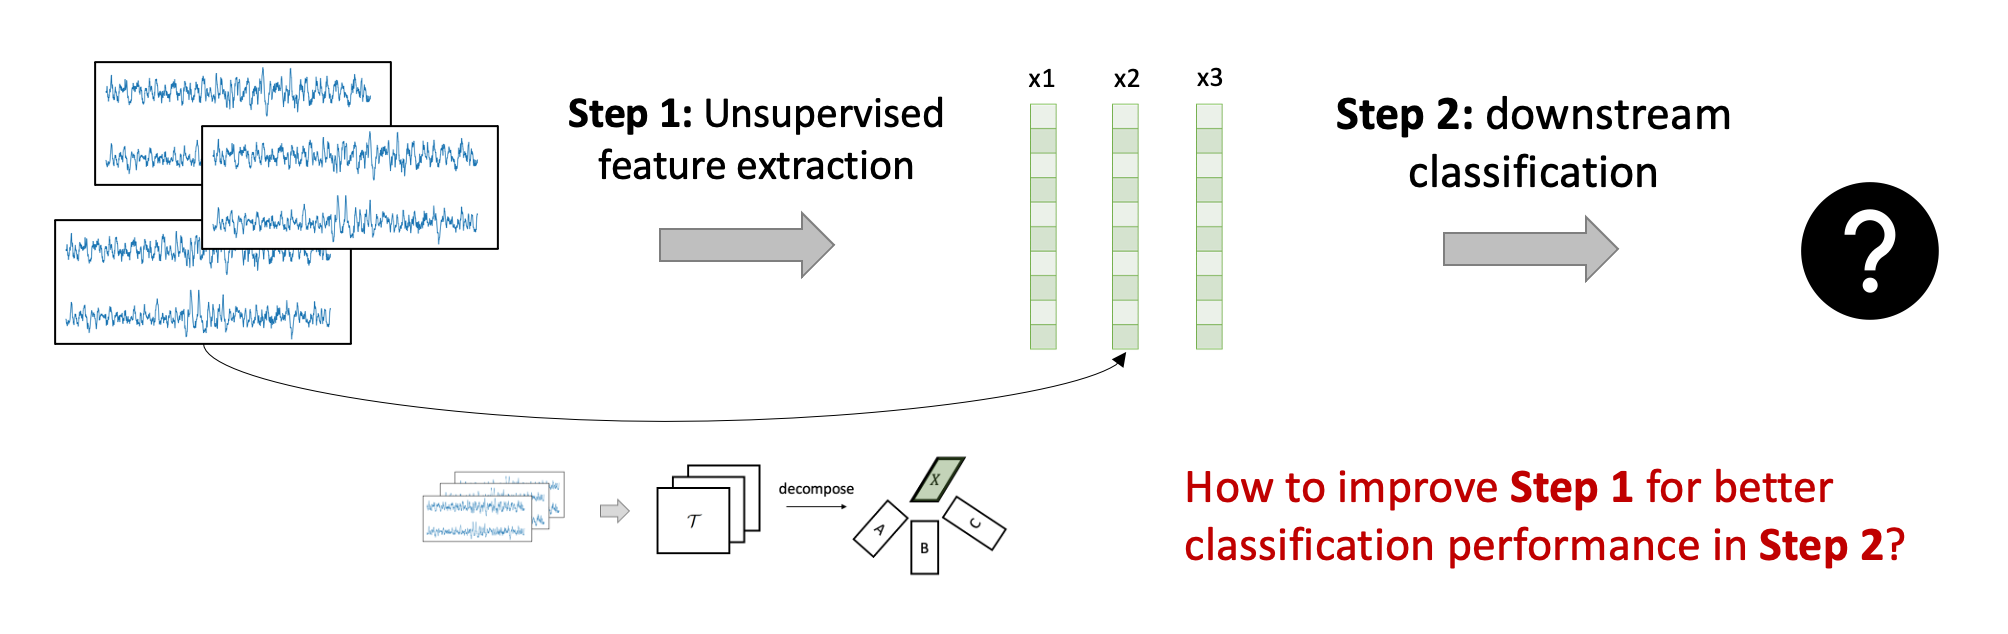 Step 1: Unsupervised
feature extraction
x1 x2 x3
Step 2: downstream
classification
?
𝒯
decompose
X
A
B
C
How to improve Step 1 for better
classification performance in Step 2?